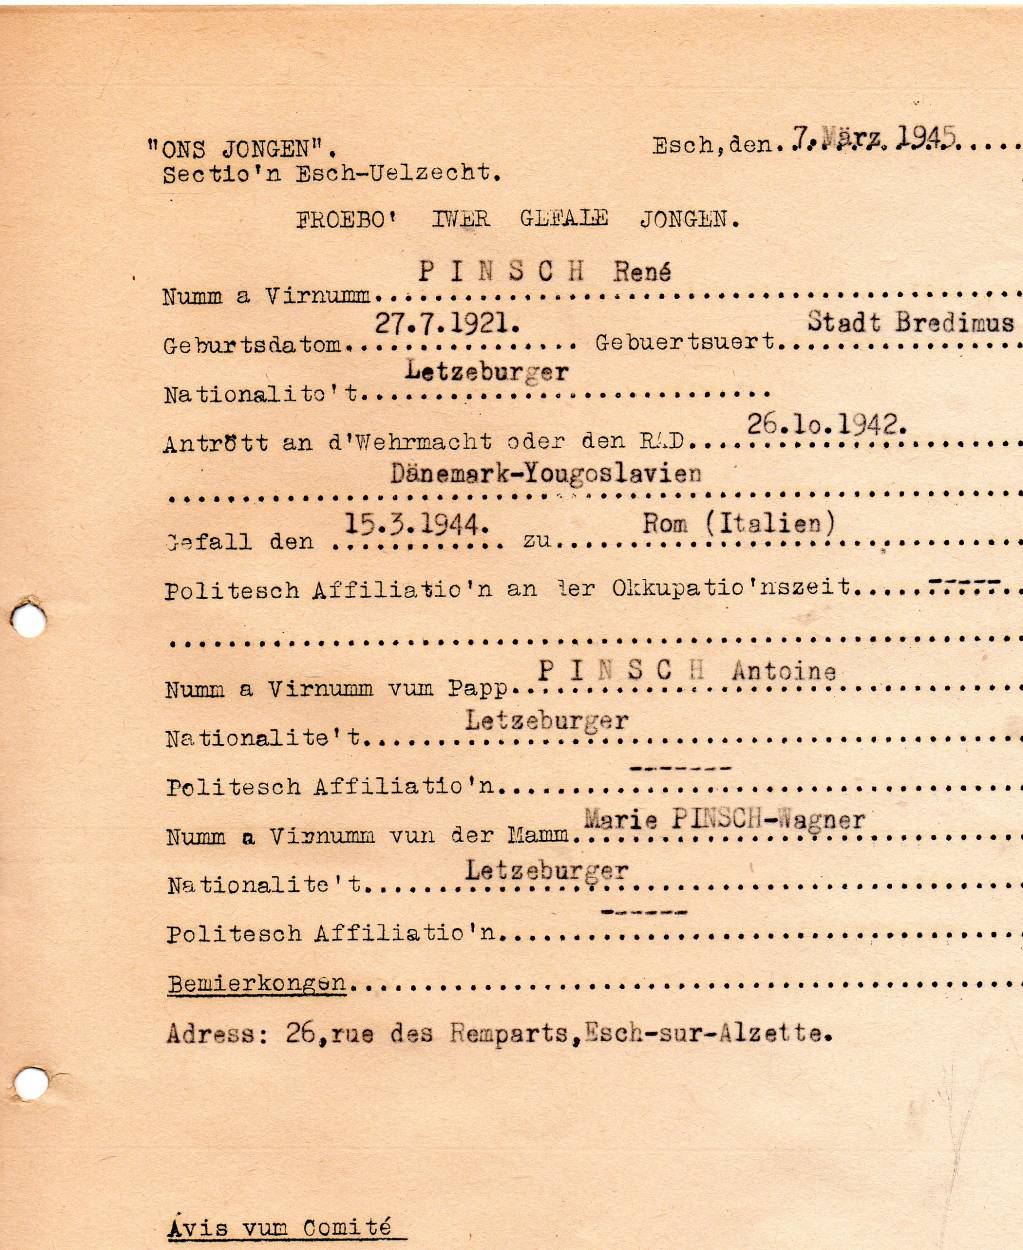 "ONS JONGEN".
Esch,den.7.März 1945.....
Sectio'n Esch-Uelzecht.
FROEBO' IWER GEFALE JONGEN.
P I N S C H René
Numm a Virnumm..............................................
27.7.1921. Stadt Bredimus
Geburtsdatom................ Gebuertsuert.................
Letzeburger
Nationalito't............................
26.1o.1942.
Antrött an d'Wehrmacht oder den RAD.......................
Dänemark-Yougoslavien
..........................................................
15.3.1944. Rom (Italien)
Gefall den ............ zu................................
Politesch Affiliatio'n an der Okkupatio'nszeit.....-----..
..........................................................
P I N S C H Antoine
Numm a Virnumm vum Papp...................................
Letzeburger
Nationalite't.............................................
-------
Politesch Affiliatio'n....................................
Marie PINSCH-Wagner
Numm a Virnumm vun der Mamm...............................
Letzeburger
Nationalite't.............................................
------
Politesch Affiliatio'n....................................
Bemierkongen..............................................
Adress: 26,rue des Remparts,Esch-sur-Alzette.
Avis vum Comité